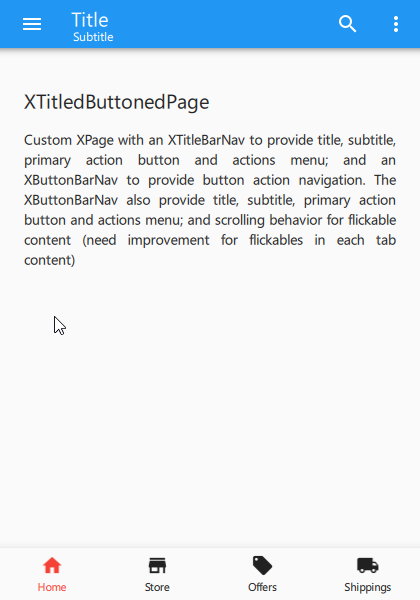 Title
Subtitle
XTitledButtonedPage
Custom XPage with an XTitleBarNav to provide title, subtitle,
primary action button and actions menu; and an
XButtonBarNav to provide button action navigation. The
XButtonBarNav also provide title, subtitle, primary action
button and actions menu; and scrolling behavior for flickable
content (need improvement for flickables in each tab
content)
Home Store Offers Shippings